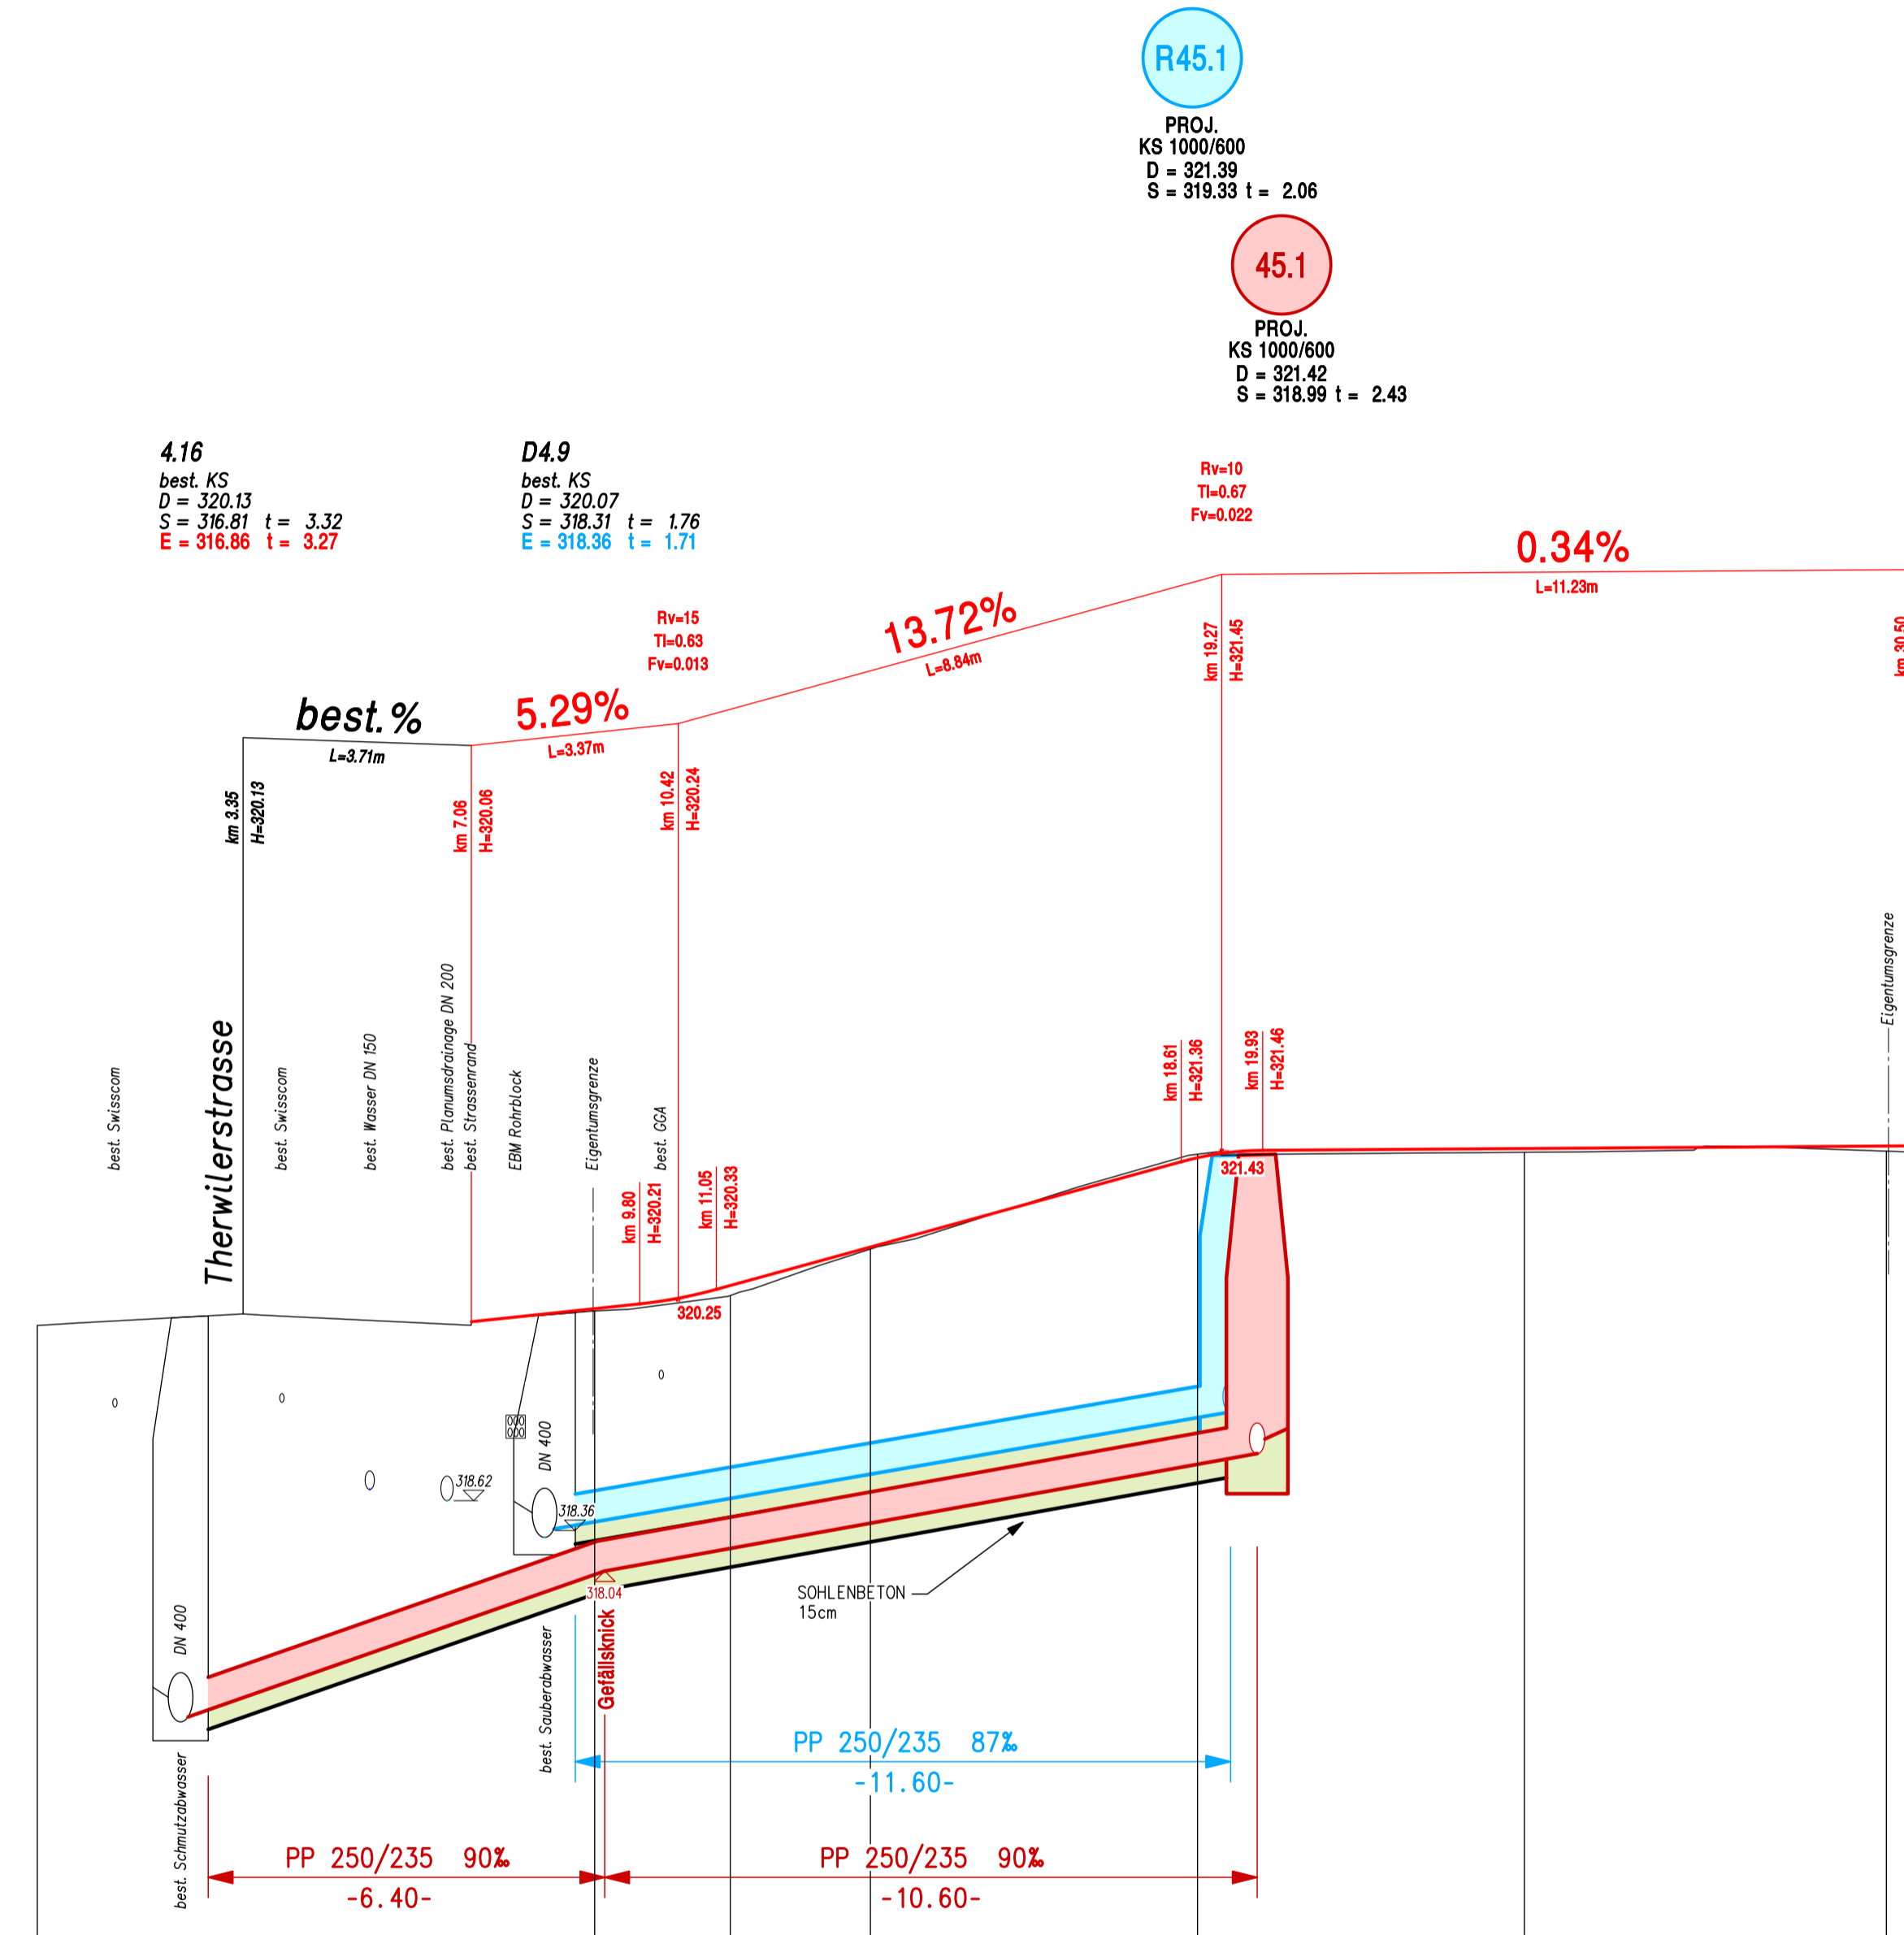 R45.1
PROJ.
KS 1000/600
D = 321.39
S = 319.33 t = 2.06
45.1
PROJ.
KS 1000/600
D = 321.42
S = 318.99 t = 2.43
4.16
best. KS
D = 320.13
S = 316.81 t = 3.32
E = 316.86 t = 3.27
D4.9
best. KS
D = 320.07
S = 318.31 t = 1.76
E = 318.36 t = 1.71
Rv=10
Tl=0.67
Fv=0.022
0.34%
L=11.23m
Rv=15
Tl=0.63
Fv=0.013
13.72%
L=8.84m
km 19.27
H=321.45
km 30.50
best.%
L=3.71m
5.29%
L=3.37m
km 3.35
H=320.13
km 7.06
H=320.06
km 10.42
H=320.24
Therwilerstrasse
best. Swisscom
best. Swisscom
best. Wasser DN 150
best. Planumsdrainage DN 200
best. Strassenrand
EBM Rohrblock
Eigentumsgrenze
best. GGA
km 9.80
H=320.21
km 11.05
H=320.33
km 18.61
H=321.36
km 19.93
H=321.46
Eigentumsgrenze
321.43
320.25
DN 400
318.62
318.36
318.04
Gefällsknick
SOHLENBETON
15cm
DN 400
best. Sauberabwasser
best. Schmutzabwasser
PP 250/235 87‰
-11.60-
PP 250/235 90‰
-6.40-
PP 250/235 90‰
-10.60-